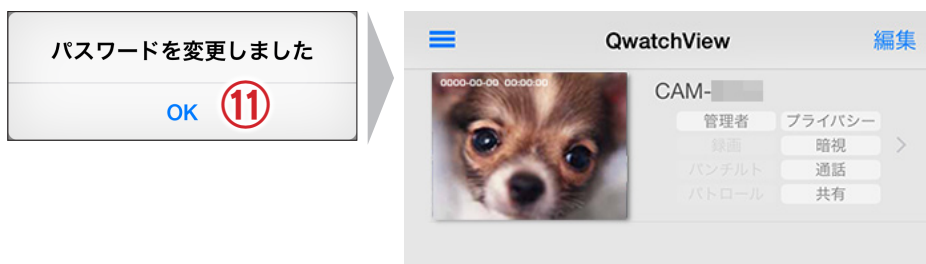 パスワードを変更しました
OK
⑪
QwatchView
編集
0000-00-00 00:00:00
CAM-
管理者
プライバシー
録画
暗視
パンチルト
通話
パトロール
共有